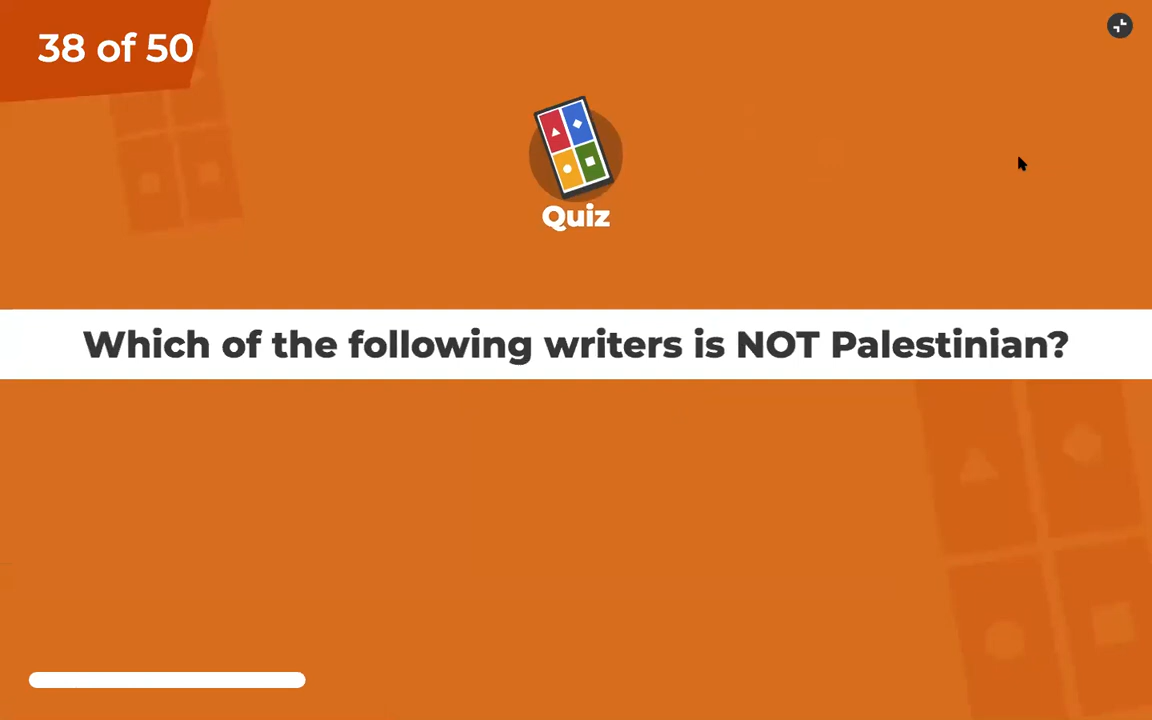 38 of 50
Quiz
Which of the following writers is NOT Palestinian?